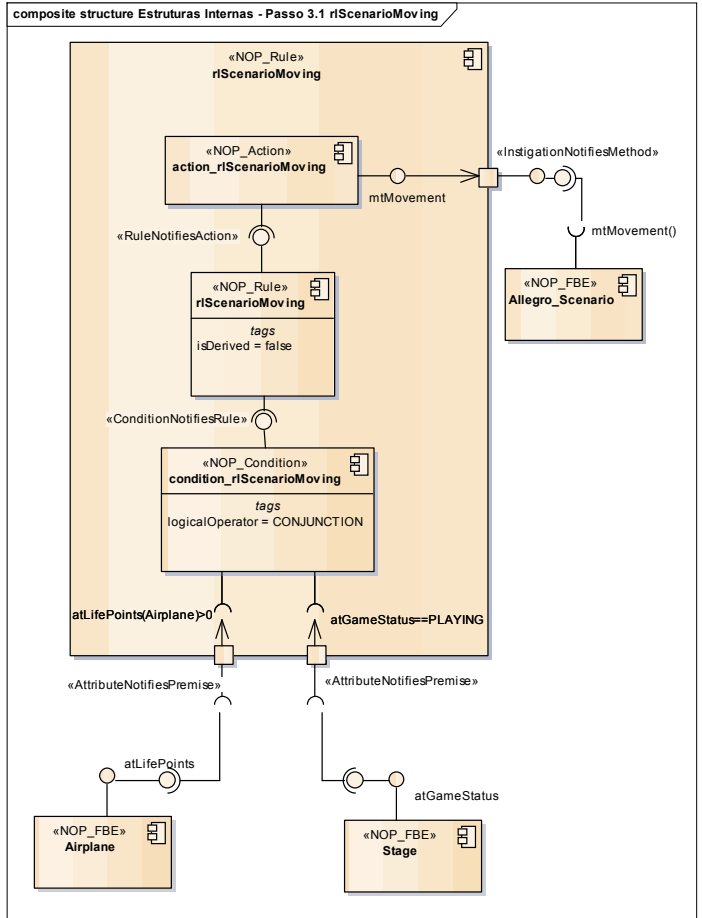 composite structure Estruturas Internas - Passo 3.1 rlScenarioMoving
«NOP_Rule»
rlScenarioMoving
«NOP_Action»
action_rlScenarioMoving
mtMovement
«InstigationNotifiesMethod»
mtMovement()
«RuleNotifiesAction»
«NOP_FBE»
Allegro_Scenario
«NOP_Rule»
rlScenarioMoving
tags
isDerived = false
«ConditionNotifiesRule»
«NOP_Condition»
condition_rlScenarioMoving
tags
logicalOperator = CONJUNCTION
atLifePoints(Airplane)>0
atGameStatus==PLAYING
«AttributeNotifiesPremise»
«AttributeNotifiesPremise»
atLifePoints
atGameStatus
«NOP_FBE»
Airplane
«NOP_FBE»
Stage